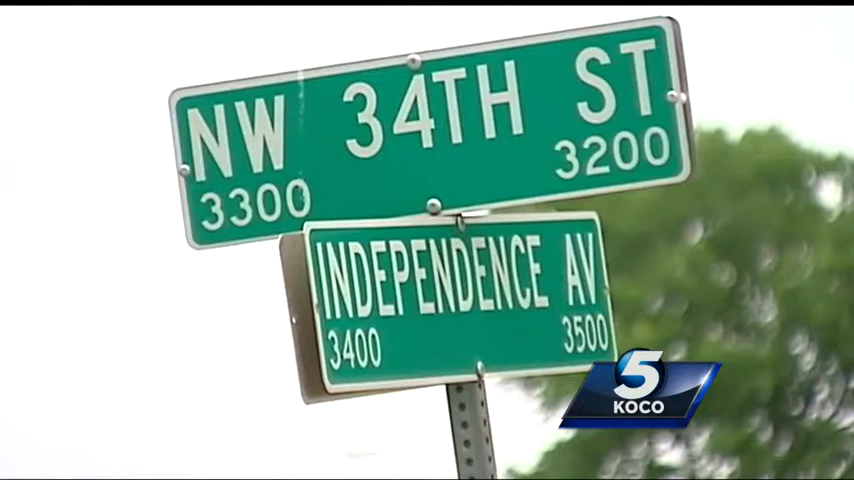 NW 34TH ST
3300 3200
INDEPENDENCE AV
3400 3500
5
KOCO